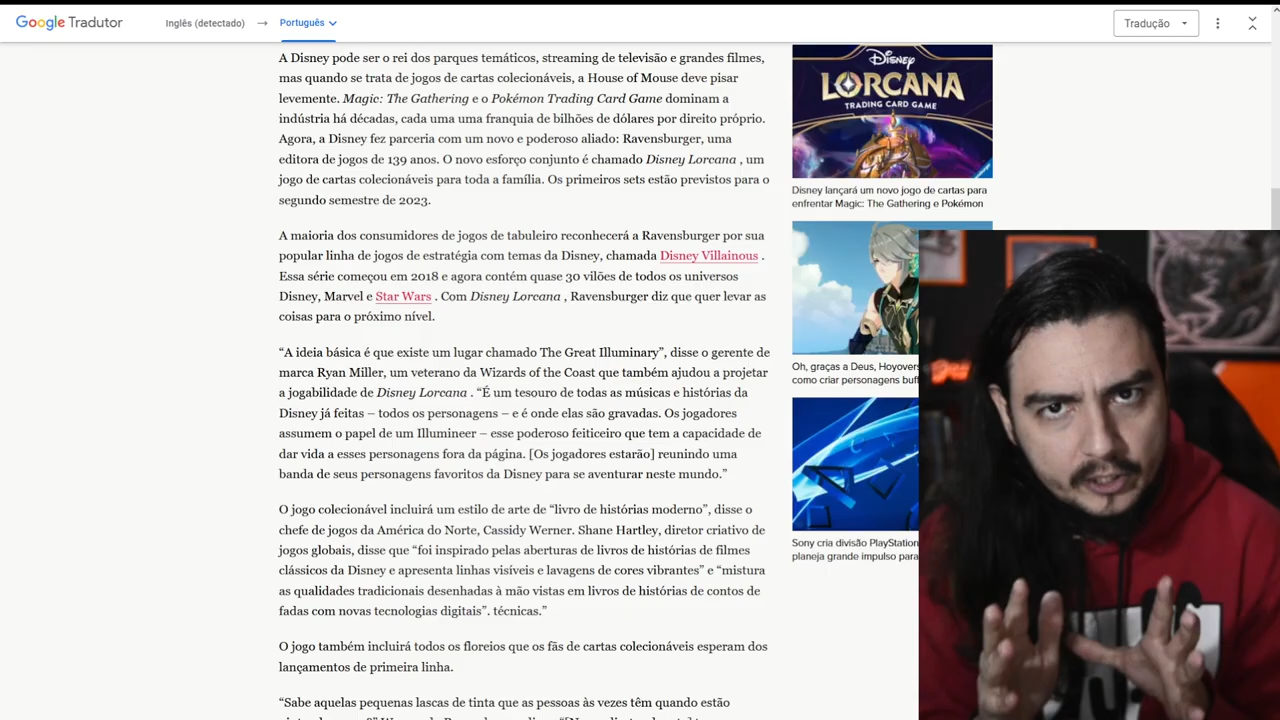 Google Tradutor
Inglês (detectado) → Português
Tradução
A Disney pode ser o rei dos parques temáticos, streaming de televisão e grandes filmes,
mas quando se trata de jogos de cartas colecionáveis, a House of Mouse deve pisar
levemente. Magic: The Gathering e o Pokémon Trading Card Game dominam a
indústria há décadas, cada uma uma franquia de bilhões de dólares por direito próprio.
Agora, a Disney fez parceria com um novo e poderoso aliado: Ravensburger, uma
editora de jogos de 139 anos. O novo esforço conjunto é chamado Disney Lorcana , um
jogo de cartas colecionáveis para toda a família. Os primeiros sets estão previstos para o
segundo semestre de 2023.
A maioria dos consumidores de jogos de tabuleiro reconhecerá a Ravensburger por sua
popular linha de jogos de estratégia com temas da Disney, chamada Disney Villainous .
Essa série começou em 2018 e agora contém quase 30 vilões de todos os universos
Disney, Marvel e Star Wars . Com Disney Lorcana , Ravensburger diz que quer levar as
coisas para o próximo nível.
“A ideia básica é que existe um lugar chamado The Great Illuminary”, disse o gerente de
marca Ryan Miller, um veterano da Wizards of the Coast que também ajudou a projetar
a jogabilidade de Disney Lorcana . “É um tesouro de todas as músicas e histórias da
Disney já feitas – todos os personagens – e é onde elas são gravadas. Os jogadores
assumem o papel de um Illumineer – esse poderoso feiticeiro que tem a capacidade de
dar vida a esses personagens fora da página. [Os jogadores estarão] reunindo uma
banda de seus personagens favoritos da Disney para se aventurar neste mundo.”
O jogo colecionável incluirá um estilo de arte de “livro de histórias moderno”, disse o
chefe de jogos da América do Norte, Cassidy Werner. Shane Hartley, diretor criativo de
jogos globais, disse que “foi inspirado pelas aberturas de livros de histórias de filmes
clássicos da Disney e apresenta linhas visíveis e lavagens de cores vibrantes” e “mistura
as qualidades tradicionais desenhadas à mão vistas em livros de histórias de contos de
fadas com novas tecnologias digitais”. técnicas.”
O jogo também incluirá todos os floreios que os fãs de cartas colecionáveis esperam dos
lançamentos de primeira linha.
“Sabe aquelas pequenas lascas de tinta que as pessoas às vezes têm quando estão
Disney
LORCANA
TRADING CARD GAME
Disney lançará um novo jogo de cartas para
enfrentar Magic: The Gathering e Pokémon
Oh, graças a Deus, Hoyovers
como criar personagens buff
Sony cria divisão PlayStation
planeja grande impulso para